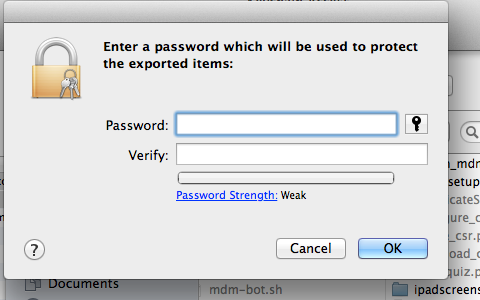 Enter a password which will be used to protect
the exported items:
Password:
Verify:
Password Strength: Weak
?
Cancel
OK
Documents
mdm-bot.sh
ipadscreens
_mdm
setup
icateS
ure_c
_csr.p
oad_c
quiz.p